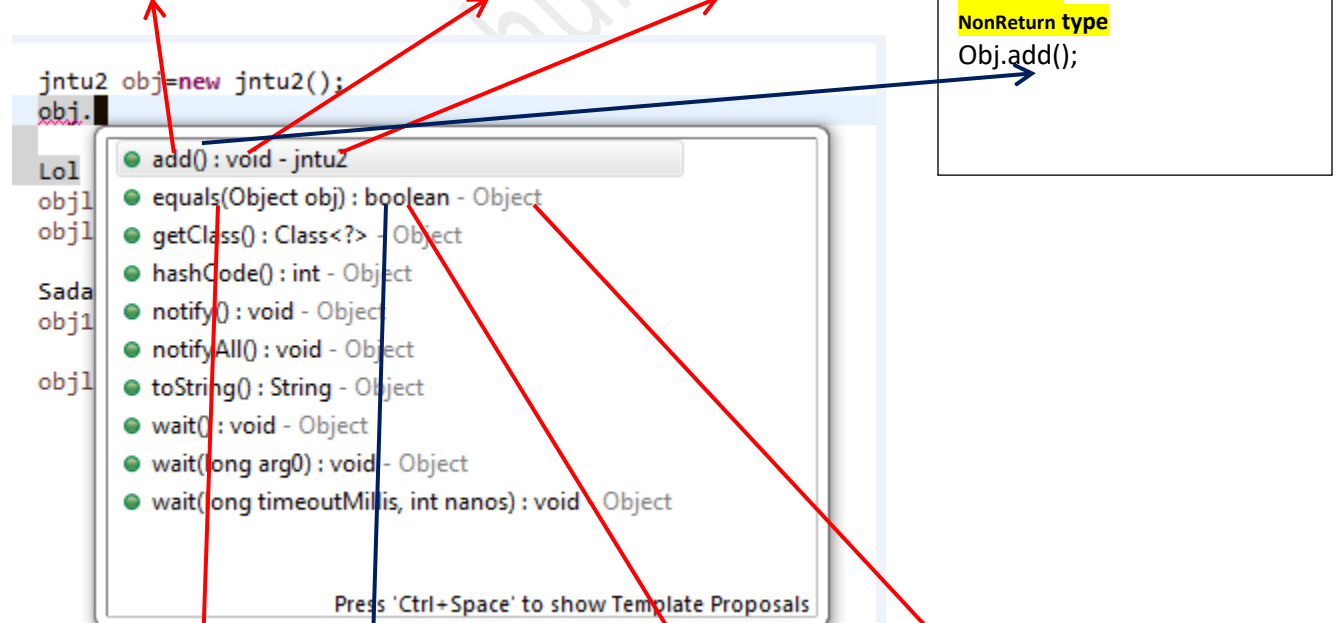 NonReturn type
Obj.add();
jntu2 obj=new jntu2();
obj.
add() : void - jntu2
Lol
equals(Object obj) : boolean - Object
obj1
getClass() : Class<?> - Object
obj1
hashCode() : int - Object
Sada
notify() : void - Object
obj1
notifyAll() : void - Object
toString() : String - Object
obj1
wait() : void - Object
wait(long arg0) : void - Object
wait(long timeoutMillis, int nanos) : void - Object
Press 'Ctrl+Space' to show Template Proposals